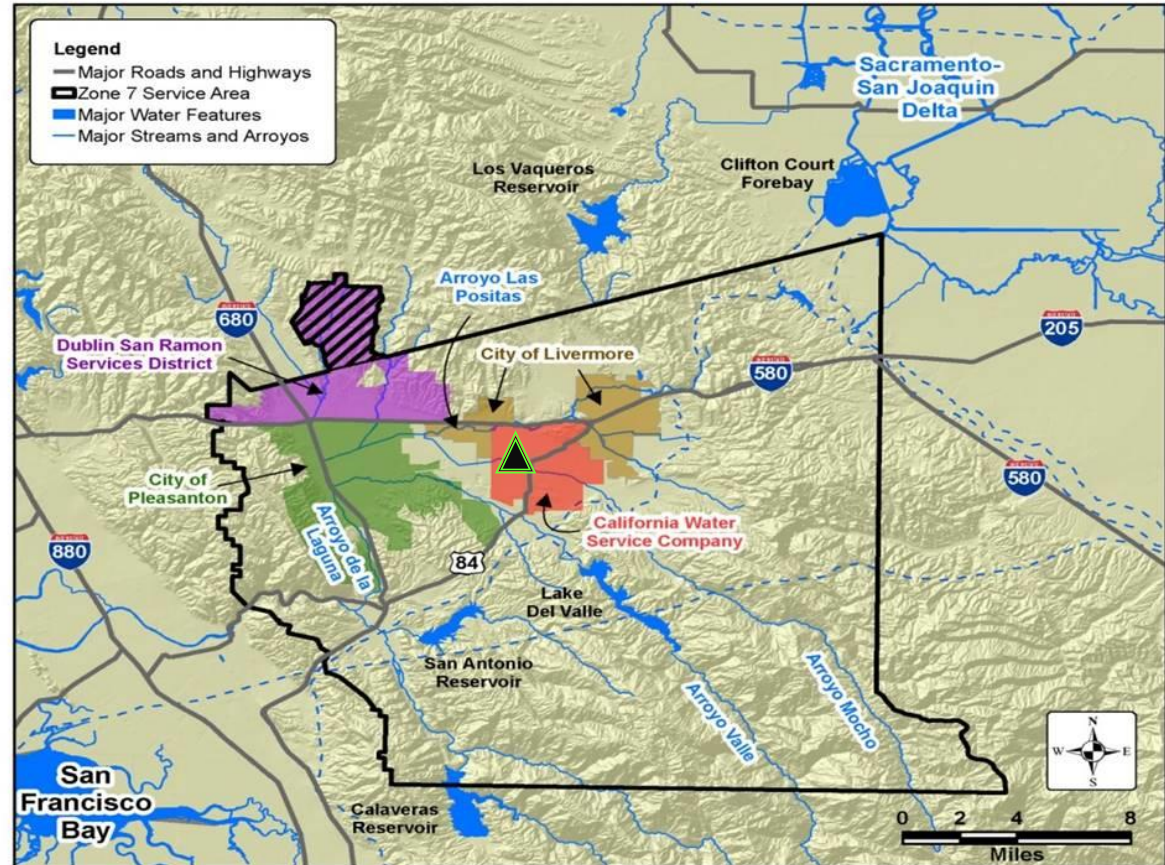 Legend
Major Roads and Highways
Zone 7 Service Area
Major Water Features
Major Streams and Arroyos
Sacramento-
San Joaquin
Delta
Los Vaqueros
Reservoir
Clifton Court
Forebay
Arroyo Las
Positas
680
205
Dublin San Ramon
Services District
City of Livermore
580
City of
Pleasanton
580
California Water
Service Company
880
Arroyo de la
Laguna
84
Lake
Del Valle
San Antonio
Reservoir
Arroyo Valle
Arroyo Mocho
N
W
E
S
San
Francisco
Bay
Calaveras
Reservoir
0
2
4
8
Miles